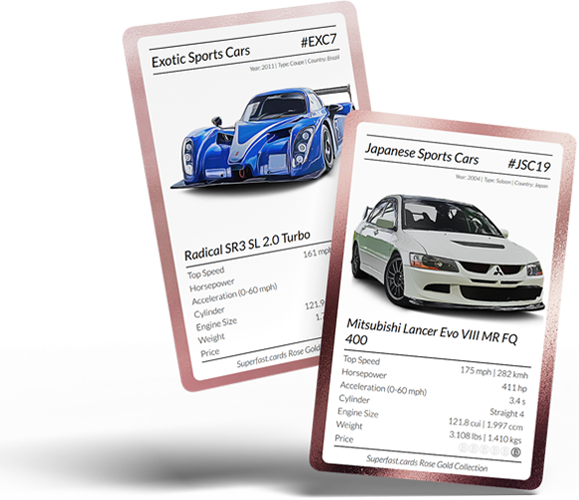 Exotic Sports Cars #EXC7
Year: 2011 | Type: Coupe | Country: Brazil
Radical SR3 SL 2.0 Turbo
Top Speed 161 mph
Horsepower
Acceleration (0-60 mph)
Cylinder
Engine Size 121.9
Weight 1.
Price
Superfast.cards Rose Gold
Japanese Sports Cars #JSC19
Year: 2004 | Type: Saloon | Country: Japan
Mitsubishi Lancer Evo VIII MR FQ
400
Top Speed 175 mph | 282 kmh
Horsepower 411 hp
Acceleration (0-60 mph) 3.4 s
Cylinder Straight 4
Engine Size 121.8 cui | 1.997 ccm
Weight 3.108 lbs | 1.410 kgs
Price
Superfast.cards Rose Gold Collection